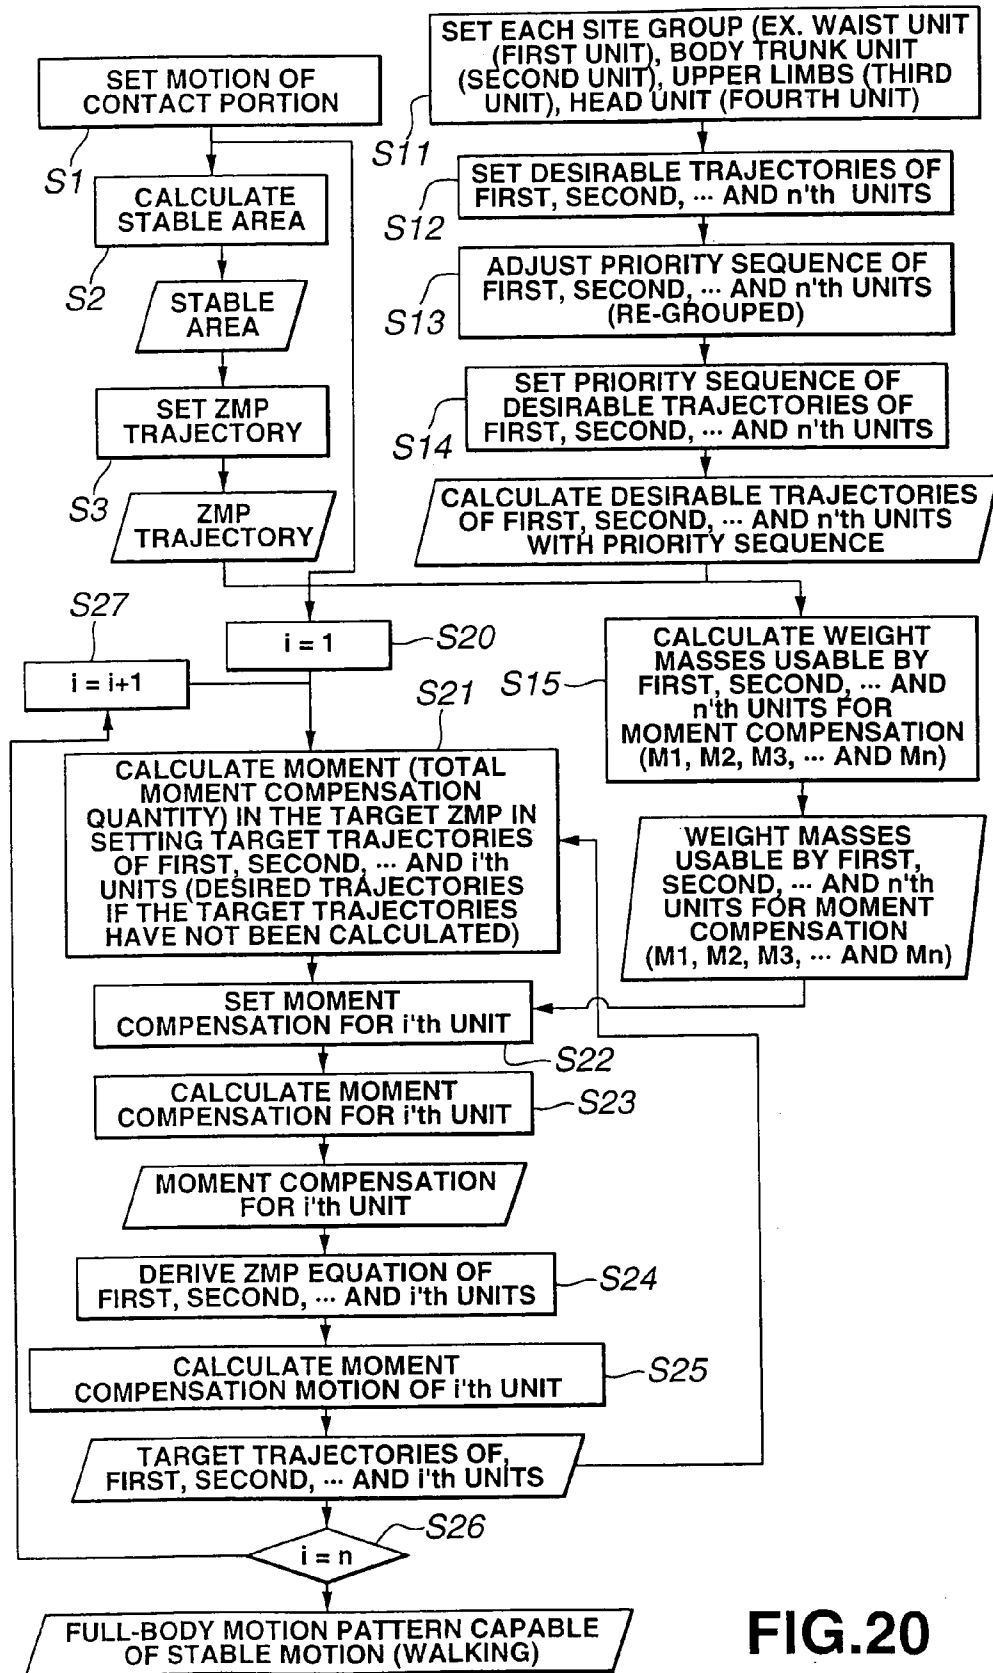 SET MOTION OF
CONTACT PORTION
S1
CALCULATE
STABLE AREA
S2
STABLE
AREA
SET ZMP
TRAJECTORY
S3
ZMP
TRAJECTORY
SET EACH SITE GROUP (EX. WAIST UNIT
(FIRST UNIT), BODY TRUNK UNIT
(SECOND UNIT), UPPER LIMBS (THIRD
UNIT), HEAD UNIT (FOURTH UNIT)
S11
SET DESIRABLE TRAJECTORIES OF
FIRST, SECOND, ··· AND n'th UNITS
S12
ADJUST PRIORITY SEQUENCE OF
FIRST, SECOND, ··· AND n'th UNITS
(RE-GROUPED)
S13
SET PRIORITY SEQUENCE OF
DESIRABLE TRAJECTORIES OF
FIRST, SECOND, ··· AND n'th UNITS
S14
CALCULATE DESIRABLE TRAJECTORIES
OF FIRST, SECOND, ··· AND n'th UNITS
WITH PRIORITY SEQUENCE
S27
i = i+1
i = 1
S20
S21
S15
CALCULATE WEIGHT
MASSES USABLE BY
FIRST, SECOND, ··· AND
n'th UNITS FOR
MOMENT COMPENSATION
(M1, M2, M3, ··· AND Mn)
WEIGHT MASSES
USABLE BY FIRST,
SECOND, ··· AND n'th
UNITS FOR MOMENT
COMPENSATION
(M1, M2, M3, ··· AND Mn)
CALCULATE MOMENT (TOTAL
MOMENT COMPENSATION
QUANTITY) IN THE TARGET ZMP IN
SETTING TARGET TRAJECTORIES
OF FIRST, SECOND, ··· AND i'th
UNITS (DESIRED TRAJECTORIES
IF THE TARGET TRAJECTORIES
HAVE NOT BEEN CALCULATED)
SET MOMENT
COMPENSATION FOR i'th UNIT
S22
CALCULATE MOMENT
COMPENSATION FOR i'th UNIT
S23
MOMENT COMPENSATION
FOR i'th UNIT
DERIVE ZMP EQUATION OF
FIRST, SECOND, ··· AND i'th UNITS
S24
CALCULATE MOMENT
COMPENSATION MOTION OF i'th UNIT
S25
TARGET TRAJECTORIES OF,
FIRST, SECOND, ··· AND i'th UNITS
S26
i = n
FULL-BODY MOTION PATTERN CAPABLE
OF STABLE MOTION (WALKING)
FIG.20